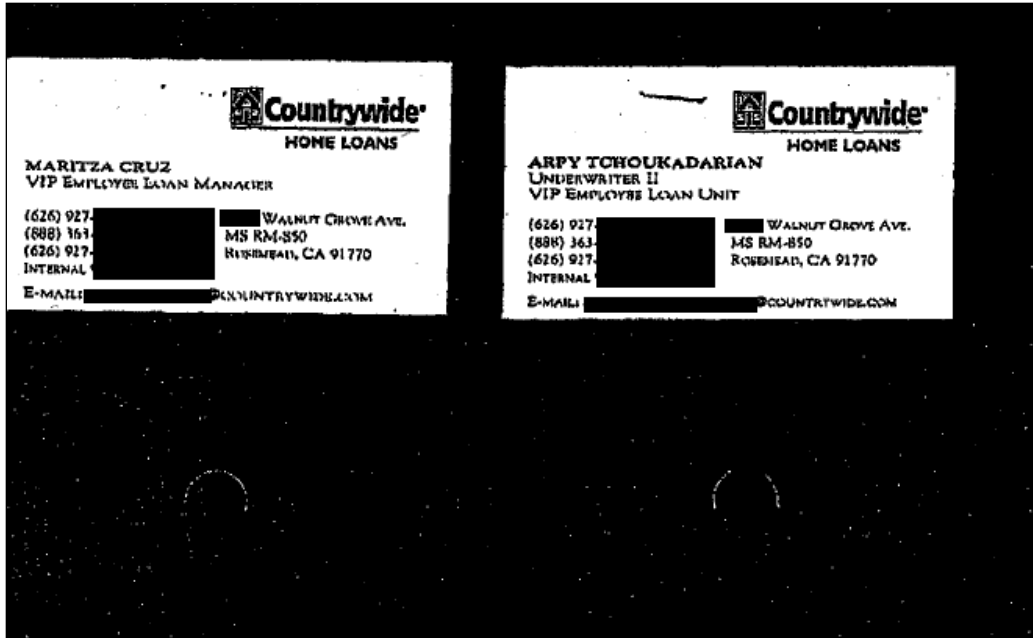 Countrywide
HOME LOANS
MARITZA CRUZ
VIP EMPLOYEE LOAN MANAGER
(626) 927-
WALNUT GROVE AVE.
(888) 363-
MS RM-850
(626) 927-
ROSEMEAD, CA 91770
INTERNAL
E-MAIL: @COUNTRYWIDE.COM
Countrywide
HOME LOANS
ARPY TCHOUKADARIAN
UNDERWRITER II
VIP EMPLOYEE LOAN UNIT
(626) 927-
WALNUT GROVE AVE.
(888) 363-
MS RM-850
(626) 927-
ROSEMEAD, CA 91770
INTERNAL
E-MAIL: @COUNTRYWIDE.COM